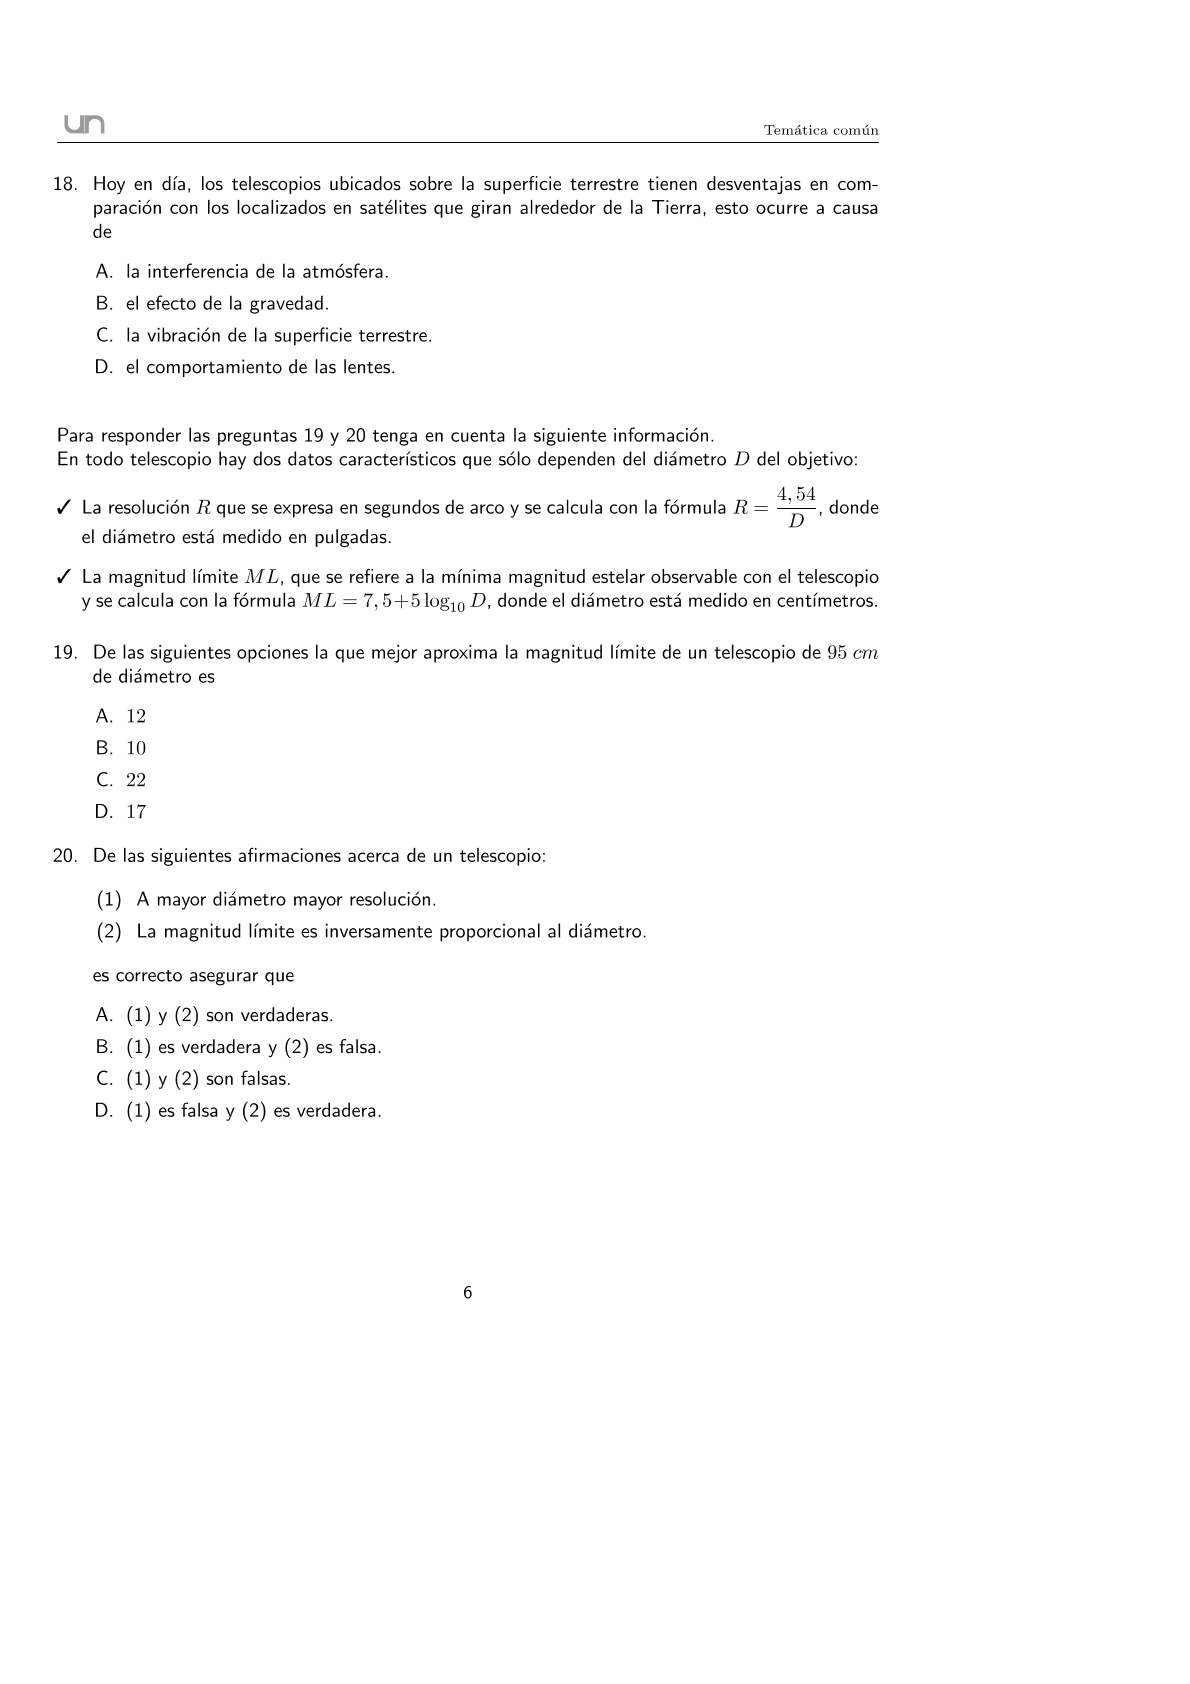 un
Temática común
18. Hoy en día, los telescopios ubicados sobre la superficie terrestre tienen desventajas en com-
paración con los localizados en satélites que giran alrededor de la Tierra, esto ocurre a causa
de
A. la interferencia de la atmósfera.
B. el efecto de la gravedad.
C. la vibración de la superficie terrestre.
D. el comportamiento de las lentes.
Para responder las preguntas 19 y 20 tenga en cuenta la siguiente información.
En todo telescopio hay dos datos característicos que sólo dependen del diámetro D del objetivo:
✓ La resolución R que se expresa en segundos de arco y se calcula con la fórmula R = 4,54/D, donde
el diámetro está medido en pulgadas.
✓ La magnitud límite ML, que se refiere a la mínima magnitud estelar observable con el telescopio
y se calcula con la fórmula ML = 7,5+5 log₁₀ D, donde el diámetro está medido en centímetros.
19. De las siguientes opciones la que mejor aproxima la magnitud límite de un telescopio de 95 cm
de diámetro es
A. 12
B. 10
C. 22
D. 17
20. De las siguientes afirmaciones acerca de un telescopio:
(1) A mayor diámetro mayor resolución.
(2) La magnitud límite es inversamente proporcional al diámetro.
es correcto asegurar que
A. (1) y (2) son verdaderas.
B. (1) es verdadera y (2) es falsa.
C. (1) y (2) son falsas.
D. (1) es falsa y (2) es verdadera.
6